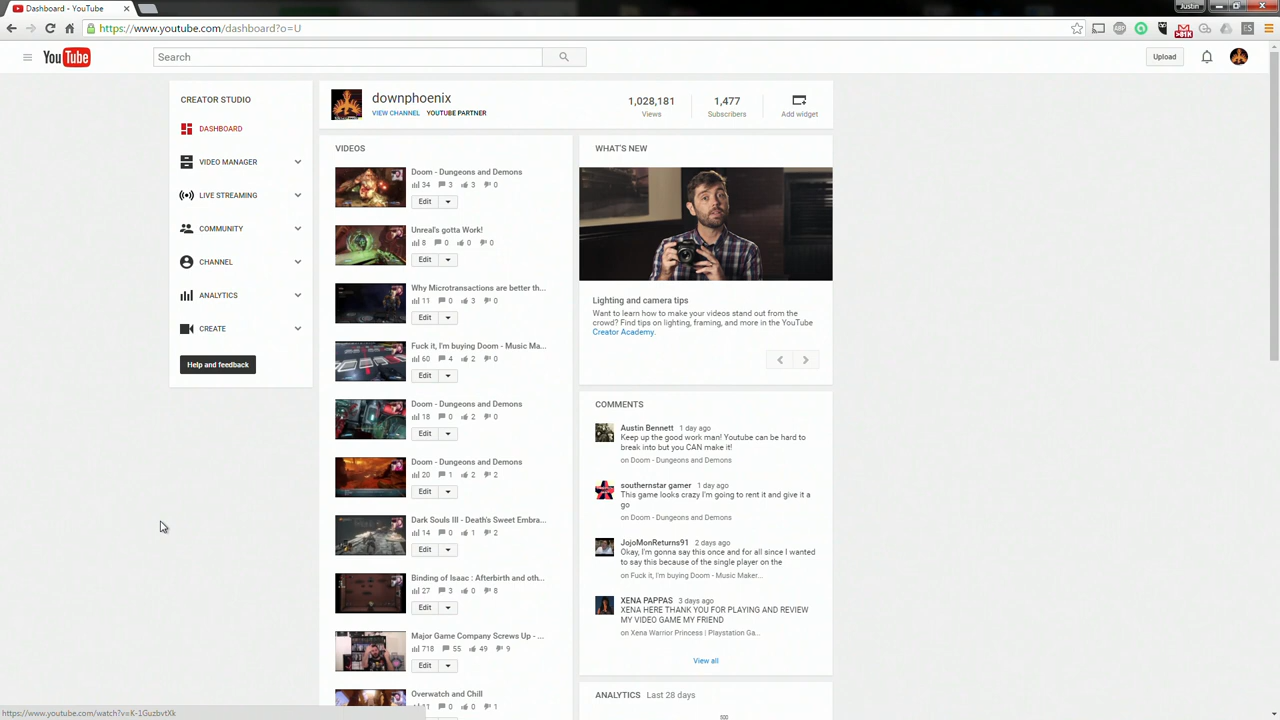 Dashboard - YouTube
Justin
https://www.youtube.com/dashboard?o=U
YouTube
Search
Upload
CREATOR STUDIO
DASHBOARD
VIDEO MANAGER
LIVE STREAMING
COMMUNITY
CHANNEL
ANALYTICS
CREATE
Help and feedback
downphoenix
VIEW CHANNEL YOUTUBE PARTNER
1,028,181
Views
1,477
Subscribers
Add widget
VIDEOS
Doom - Dungeons and Demons
34 3 3 0
Edit
Unreal's gotta Work!
8 0 0 0
Edit
Why Microtransactions are better th...
11 0 3 0
Edit
Fuck it, I'm buying Doom - Music Ma...
60 4 2 0
Edit
Doom - Dungeons and Demons
18 0 2 0
Edit
Doom - Dungeons and Demons
20 1 2 2
Edit
Dark Souls III - Death's Sweet Embra...
14 0 1 2
Edit
Binding of Isaac : Afterbirth and oth...
27 3 0 8
Edit
Major Game Company Screws Up - ...
718 55 49 9
Edit
Overwatch and Chill
11 0 0 1
WHAT'S NEW
Lighting and camera tips
Want to learn how to make your videos stand out from the
crowd? Find tips on lighting, framing, and more in the YouTube
Creator Academy.
COMMENTS
Austin Bennett 1 day ago
Keep up the good work man! Youtube can be hard to
break into but you CAN make it!
on Doom - Dungeons and Demons
southernstar gamer 1 day ago
This game looks crazy I'm going to rent it and give it a
go
on Doom - Dungeons and Demons
JojoMonReturns91 2 days ago
Okay, I'm gonna say this once and for all since I wanted
to say this because of the single player on the
on Fuck it, I'm buying Doom - Music Maker...
XENA PAPPAS 3 days ago
XENA HERE THANK YOU FOR PLAYING AND REVIEW
MY VIDEO GAME MY FRIEND
on Xena Warrior Princess | Playstation Ga...
View all
ANALYTICS Last 28 days
https://www.youtube.com/watch?v=K-1GuzbvtXk